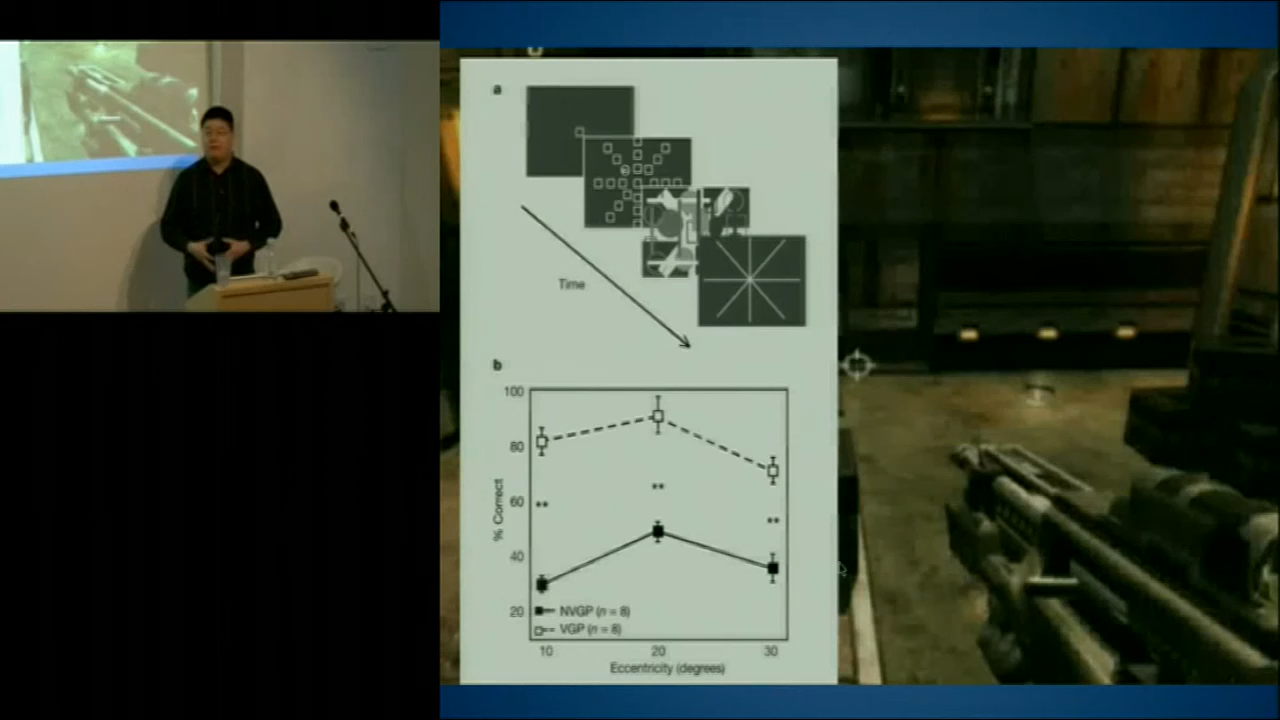 a
Time
b
100
80
60
40
20
% Correct
**
**
**
NVGP (n = 8)
VGP (n = 8)
10
20
30
Eccentricity (degrees)